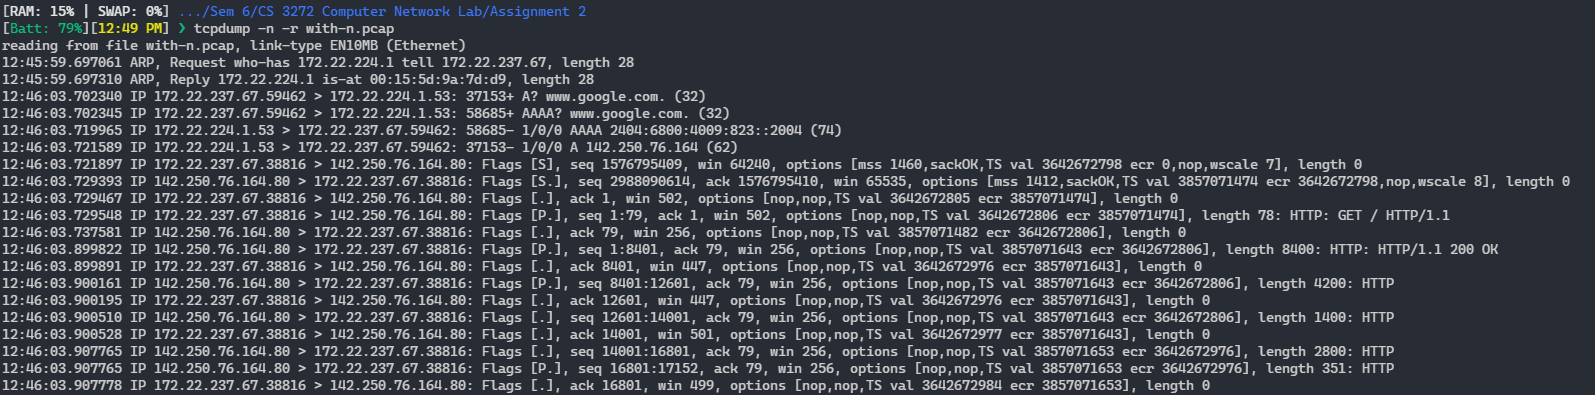 [RAM: 15% | SWAP: 0%] .../Sem 6/CS 3272 Computer Network Lab/Assignment 2
[Batt: 79%][12:49 PM] ❯ tcpdump -n -r with-n.pcap
reading from file with-n.pcap, link-type EN10MB (Ethernet)
12:45:59.697061 ARP, Request who-has 172.22.224.1 tell 172.22.237.67, length 28
12:45:59.697310 ARP, Reply 172.22.224.1 is-at 00:15:5d:9a:7d:d9, length 28
12:46:03.702340 IP 172.22.237.67.59462 > 172.22.224.1.53: 37153+ A? www.google.com. (32)
12:46:03.702345 IP 172.22.237.67.59462 > 172.22.224.1.53: 58685+ AAAA? www.google.com. (32)
12:46:03.719965 IP 172.22.224.1.53 > 172.22.237.67.59462: 58685- 1/0/0 AAAA 2404:6800:4009:823::2004 (74)
12:46:03.721589 IP 172.22.224.1.53 > 172.22.237.67.59462: 37153- 1/0/0 A 142.250.76.164 (62)
12:46:03.721897 IP 172.22.237.67.38816 > 142.250.76.164.80: Flags [S], seq 1576795409, win 64240, options [mss 1460,sackOK,TS val 3642672798 ecr 0,nop,wscale 7], length 0
12:46:03.729393 IP 142.250.76.164.80 > 172.22.237.67.38816: Flags [S.], seq 2988090614, ack 1576795410, win 65535, options [mss 1412,sackOK,TS val 3857071474 ecr 3642672798,nop,wscale 8], length 0
12:46:03.729467 IP 172.22.237.67.38816 > 142.250.76.164.80: Flags [.], ack 1, win 502, options [nop,nop,TS val 3642672805 ecr 3857071474], length 0
12:46:03.729548 IP 172.22.237.67.38816 > 142.250.76.164.80: Flags [P.], seq 1:79, ack 1, win 502, options [nop,nop,TS val 3642672806 ecr 3857071474], length 78: HTTP: GET / HTTP/1.1
12:46:03.737581 IP 142.250.76.164.80 > 172.22.237.67.38816: Flags [.], ack 79, win 256, options [nop,nop,TS val 3857071482 ecr 3642672806], length 0
12:46:03.899822 IP 142.250.76.164.80 > 172.22.237.67.38816: Flags [P.], seq 1:8401, ack 79, win 256, options [nop,nop,TS val 3857071643 ecr 3642672806], length 8400: HTTP: HTTP/1.1 200 OK
12:46:03.899891 IP 172.22.237.67.38816 > 142.250.76.164.80: Flags [.], ack 8401, win 447, options [nop,nop,TS val 3642672976 ecr 3857071643], length 0
12:46:03.900161 IP 142.250.76.164.80 > 172.22.237.67.38816: Flags [P.], seq 8401:12601, ack 79, win 256, options [nop,nop,TS val 3857071643 ecr 3642672806], length 4200: HTTP
12:46:03.900195 IP 172.22.237.67.38816 > 142.250.76.164.80: Flags [.], ack 12601, win 447, options [nop,nop,TS val 3642672976 ecr 3857071643], length 0
12:46:03.900510 IP 142.250.76.164.80 > 172.22.237.67.38816: Flags [.], seq 12601:14001, ack 79, win 256, options [nop,nop,TS val 3857071643 ecr 3642672806], length 1400: HTTP
12:46:03.900528 IP 172.22.237.67.38816 > 142.250.76.164.80: Flags [.], ack 14001, win 501, options [nop,nop,TS val 3642672977 ecr 3857071643], length 0
12:46:03.907765 IP 142.250.76.164.80 > 172.22.237.67.38816: Flags [.], seq 14001:16801, ack 79, win 256, options [nop,nop,TS val 3857071653 ecr 3642672976], length 2800: HTTP
12:46:03.907765 IP 142.250.76.164.80 > 172.22.237.67.38816: Flags [P.], seq 16801:17152, ack 79, win 256, options [nop,nop,TS val 3857071653 ecr 3642672976], length 351: HTTP
12:46:03.907778 IP 172.22.237.67.38816 > 142.250.76.164.80: Flags [.], ack 16801, win 499, options [nop,nop,TS val 3642672984 ecr 3857071653], length 0